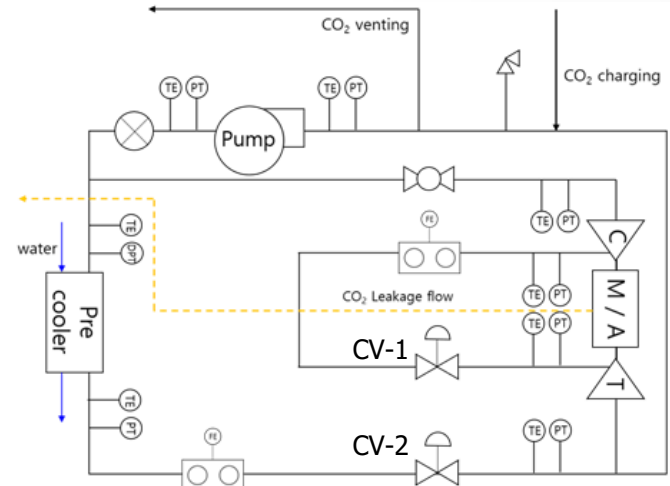 CO₂ venting
CO₂ charging
TE
PT
TE
PT
Pump
TE
PT
FE
C
TE
DPT
water
TE
PT
CO₂ Leakage flow
M / A
Pre
cooler
TE
PT
CV-1
T
TE
PT
CV-2
TE
PT
FE